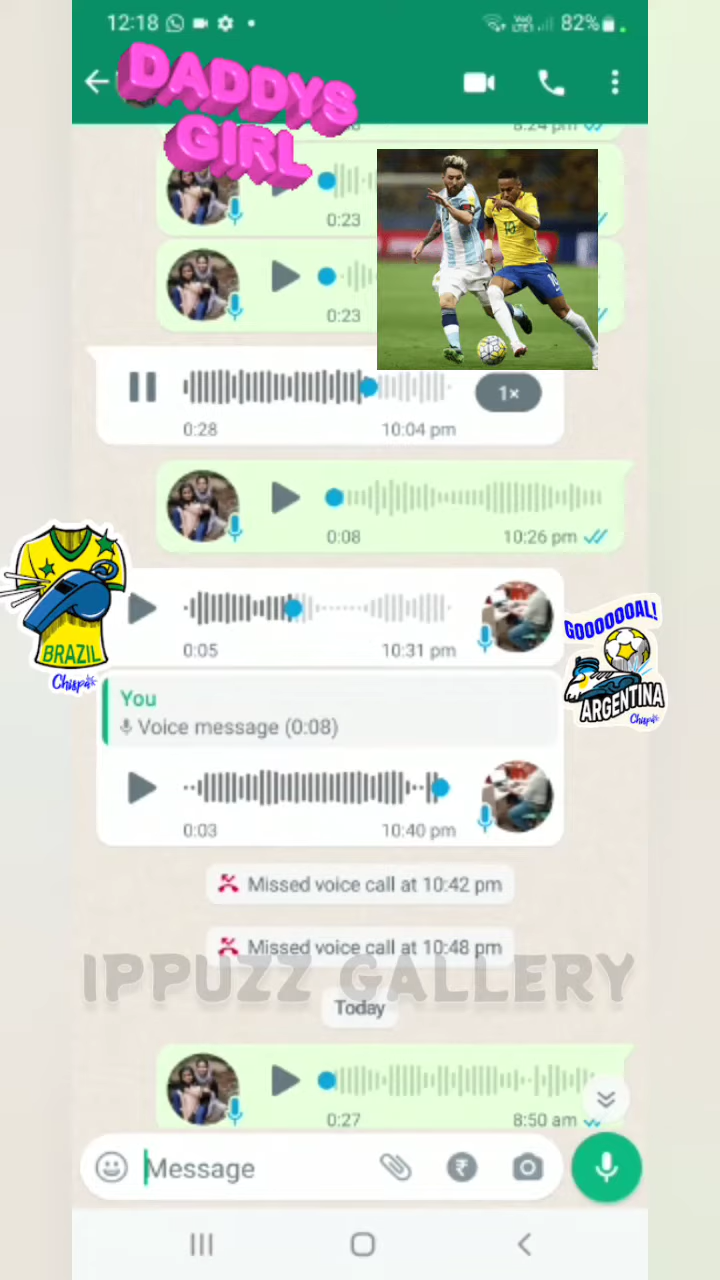 12:18
82%
DADDYS
GIRL
8:24 pm
0:23
0:23
10
10
1×
0:28
10:04 pm
0:08
10:26 pm
0:05
10:31 pm
BRAZIL
Chispa
GOOOOOOAL!
ARGENTINA
Chispa
You
Voice message (0:08)
0:03
10:40 pm
Missed voice call at 10:42 pm
Missed voice call at 10:48 pm
IPPUZZ GALLERY
Today
0:27
8:50 am
Message